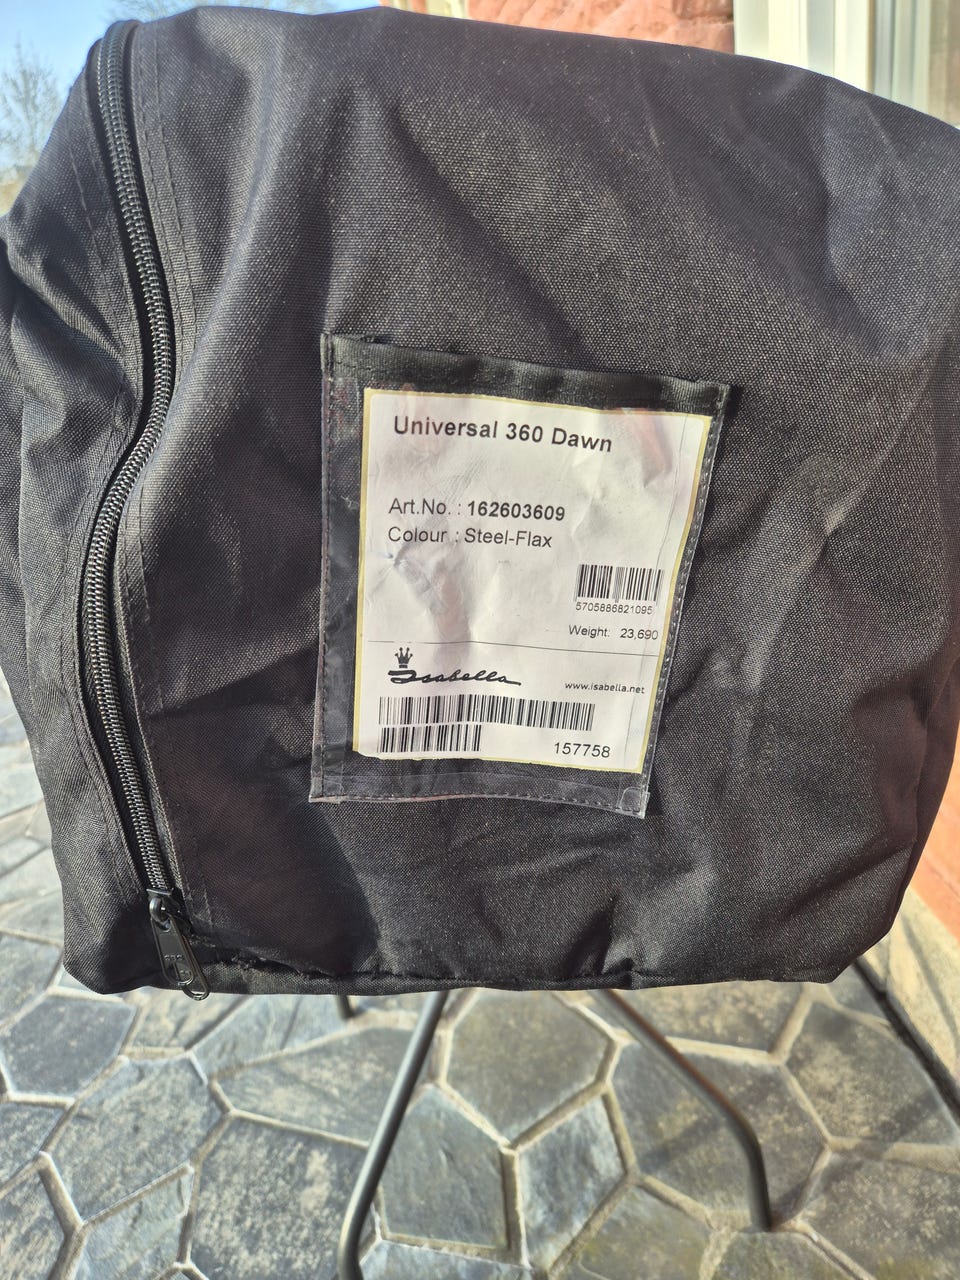 Universal 360 Dawn
Art.No. : 162603609
Colour : Steel-Flax
5705886821095
Weight: 23,690
Isabella
www.isabella.net
157758